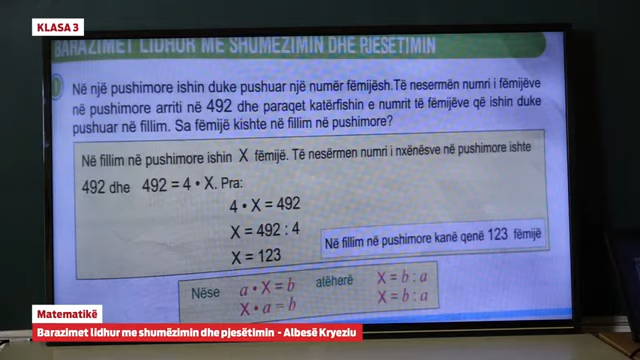 KLASA 3
BARAZIMET LIDHUR ME SHUMËZIMIN DHE PJESËTIMIN
Në një pushimore ishin duke pushuar një numër fëmijësh. Të nesermën numri i fëmijëve
në pushimore arriti në 492 dhe paraqet katërfishin e numrit të fëmijëve që ishin duke
pushuar në fillim. Sa fëmijë kishte në fillim në pushimore?
Në fillim në pushimore ishin X fëmijë. Të nesërmen numri i nxënësve në pushimore ishte
492 dhe 492 = 4 • X. Pra:
4 • X = 492
X = 492 : 4
X = 123
Në fillim në pushimore kanë qenë 123 fëmijë
Nëse a • X = b atëherë X = b : a
X • a = b X = b : a
Matematikë
Barazimet lidhur me shumëzimin dhe pjesëtimin - Albesë Kryeziu